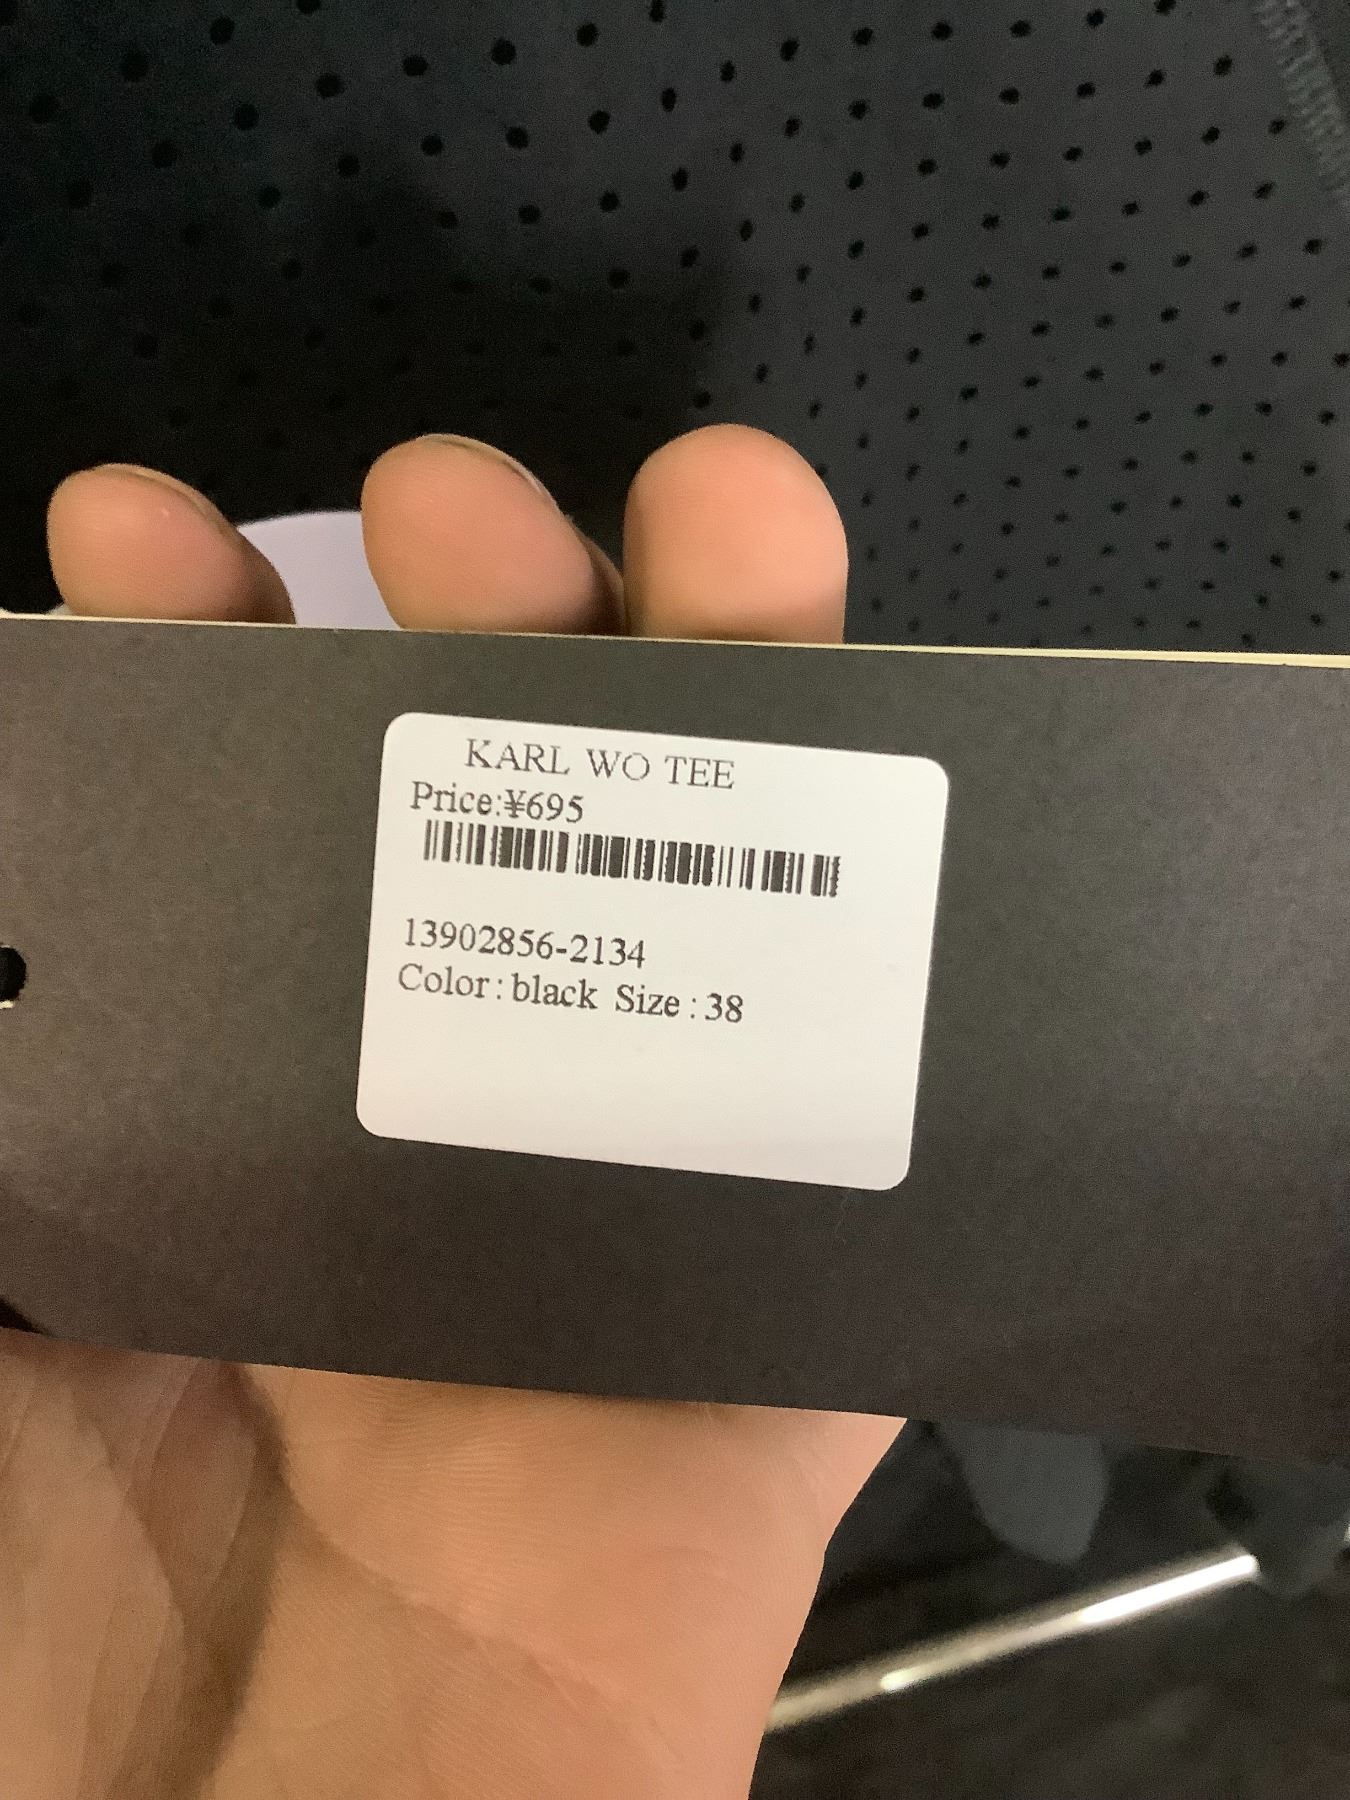 KARL WO TEE
Price:¥695
13902856-2134
Color: black Size: 38